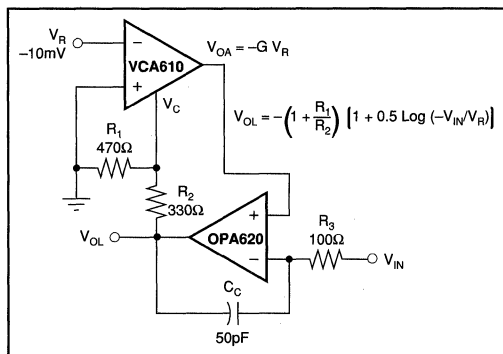 V_R
−10mV
−
+
VCA610
V_OA = −G V_R
V_C
V_OL = −(1 + R_1/R_2) [1 + 0.5 Log (−V_IN/V_R)]
R_1
470Ω
R_2
330Ω
V_OL
+
−
OPA620
R_3
100Ω
V_IN
C_C
50pF